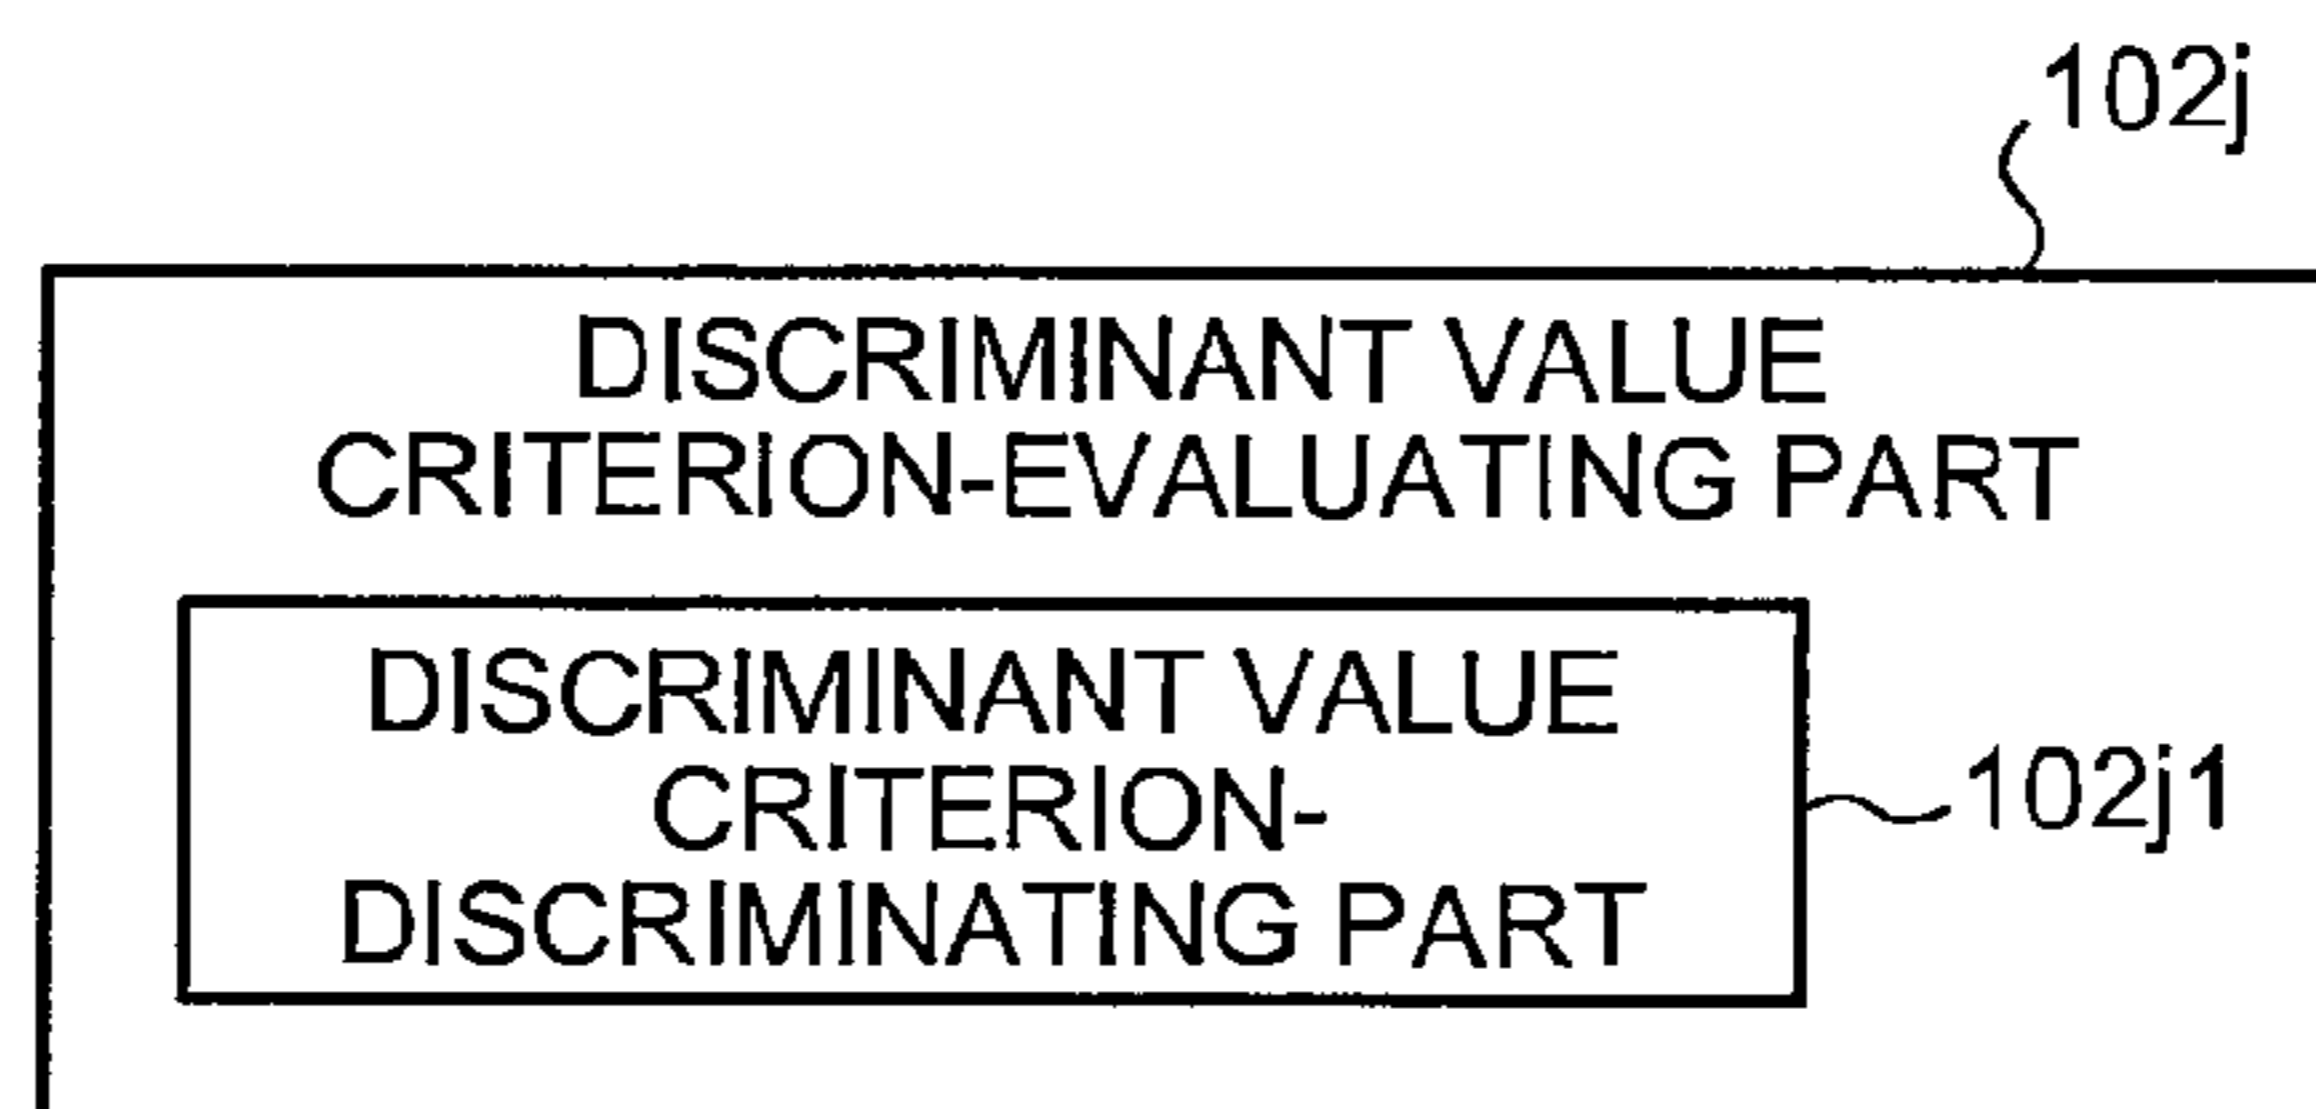 102j
DISCRIMINANT VALUE
CRITERION-EVALUATING PART
DISCRIMINANT VALUE
CRITERION-
DISCRIMINATING PART
102j1